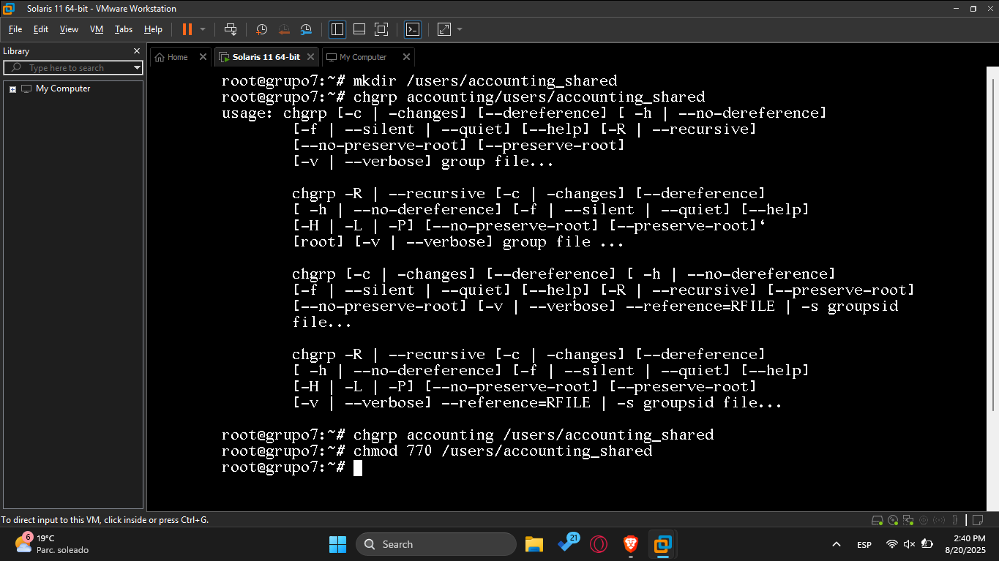 Solaris 11 64-bit - VMware Workstation
File Edit View VM Tabs Help
Library
Type here to search
My Computer
Home
Solaris 11 64-bit
My Computer
root@grupo7:~# mkdir /users/accounting_shared
root@grupo7:~# chgrp accounting/users/accounting_shared
usage: chgrp [-c | -changes] [--dereference] [ -h | --no-dereference]
[-f | --silent | --quiet] [--help] [-R | --recursive]
[--no-preserve-root] [--preserve-root]
[-v | --verbose] group file...
chgrp -R | --recursive [-c | -changes] [--dereference]
[ -h | --no-dereference] [-f | --silent | --quiet] [--help]
[-H | -L | -P] [--no-preserve-root] [--preserve-root]‘
[root] [-v | --verbose] group file ...
chgrp [-c | -changes] [--dereference] [ -h | --no-dereference]
[-f | --silent | --quiet] [--help] [-R | --recursive] [--preserve-root]
[--no-preserve-root] [-v | --verbose] --reference=RFILE | -s groupsid
file...
chgrp -R | --recursive [-c | -changes] [--dereference]
[ -h | --no-dereference] [-f | --silent | --quiet] [--help]
[-H | -L | -P] [--no-preserve-root] [--preserve-root]
[-v | --verbose] --reference=RFILE | -s groupsid file...
root@grupo7:~# chgrp accounting /users/accounting_shared
root@grupo7:~# chmod 770 /users/accounting_shared
root@grupo7:~#
To direct input to this VM, click inside or press Ctrl+G.
6
19°C
Parc. soleado
Search
21
ESP
2:40 PM
8/20/2025